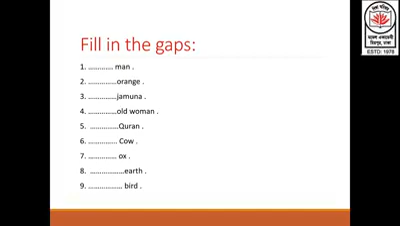 Fill in the gaps:
1. ............. man .
2. ...............orange .
3. ...............jamuna .
4. ...............old woman .
5. ...............Quran .
6. ............... Cow .
7. ............... ox .
8. ..................earth .
9. .................. bird .
ESTD: 1978